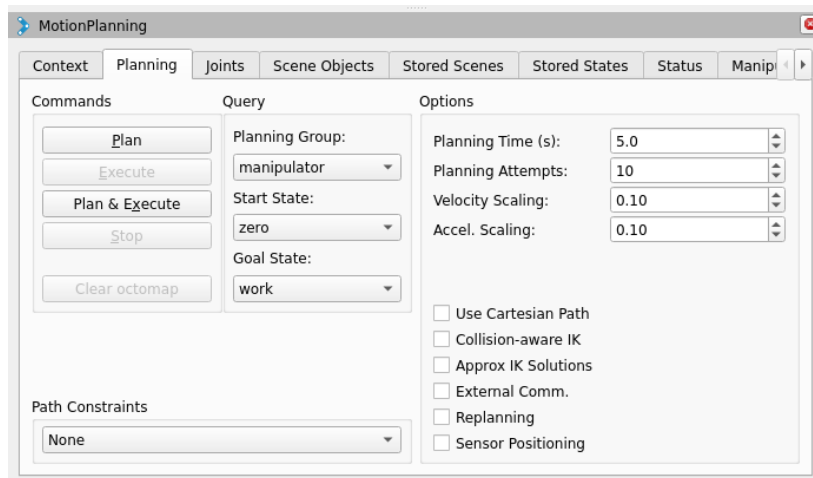 MotionPlanning
Context Planning Joints Scene Objects Stored Scenes Stored States Status Manip
Commands
Plan
Execute
Plan & Execute
Stop
Clear octomap
Query
Planning Group:
manipulator
Start State:
zero
Goal State:
work
Options
Planning Time (s): 5.0
Planning Attempts: 10
Velocity Scaling: 0.10
Accel. Scaling: 0.10
Use Cartesian Path
Collision-aware IK
Approx IK Solutions
External Comm.
Replanning
Sensor Positioning
Path Constraints
None